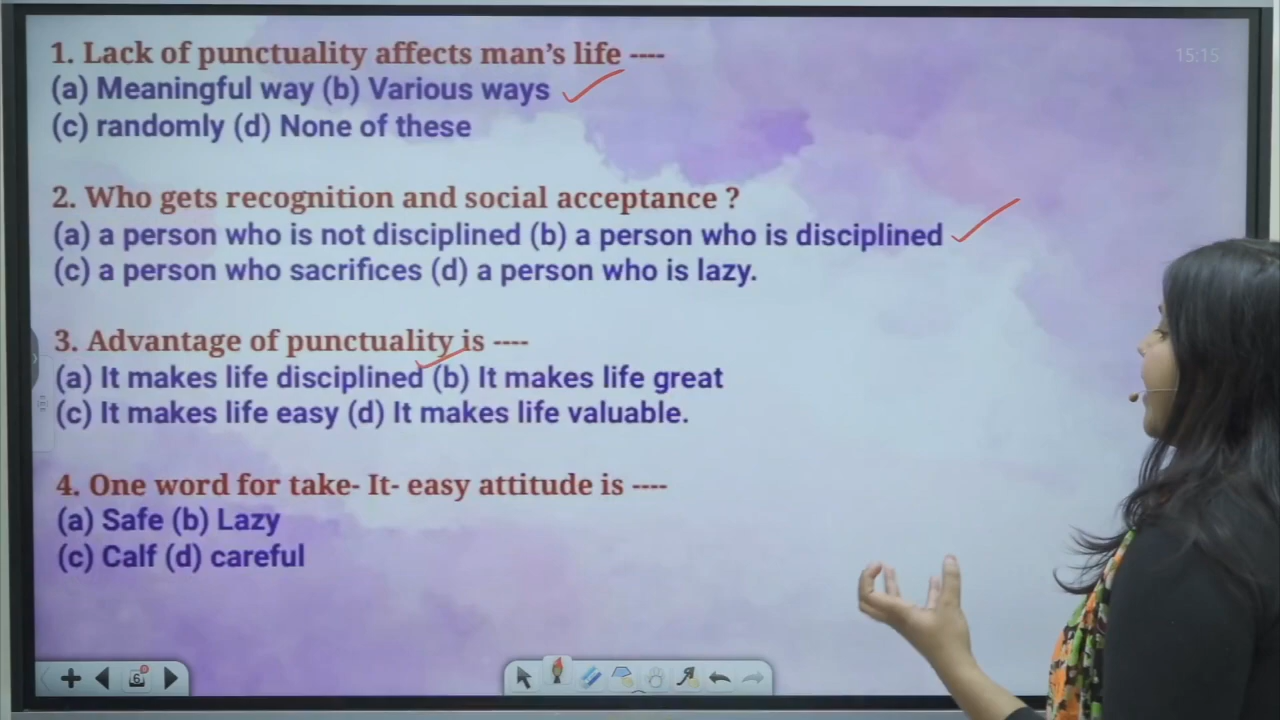 1. Lack of punctuality affects man's life ----
(a) Meaningful way (b) Various ways
(c) randomly (d) None of these
15:15
2. Who gets recognition and social acceptance ?
(a) a person who is not disciplined (b) a person who is disciplined
(c) a person who sacrifices (d) a person who is lazy.
3. Advantage of punctuality is ----
(a) It makes life disciplined (b) It makes life great
(c) It makes life easy (d) It makes life valuable.
4. One word for take- It- easy attitude is ----
(a) Safe (b) Lazy
(c) Calf (d) careful
6